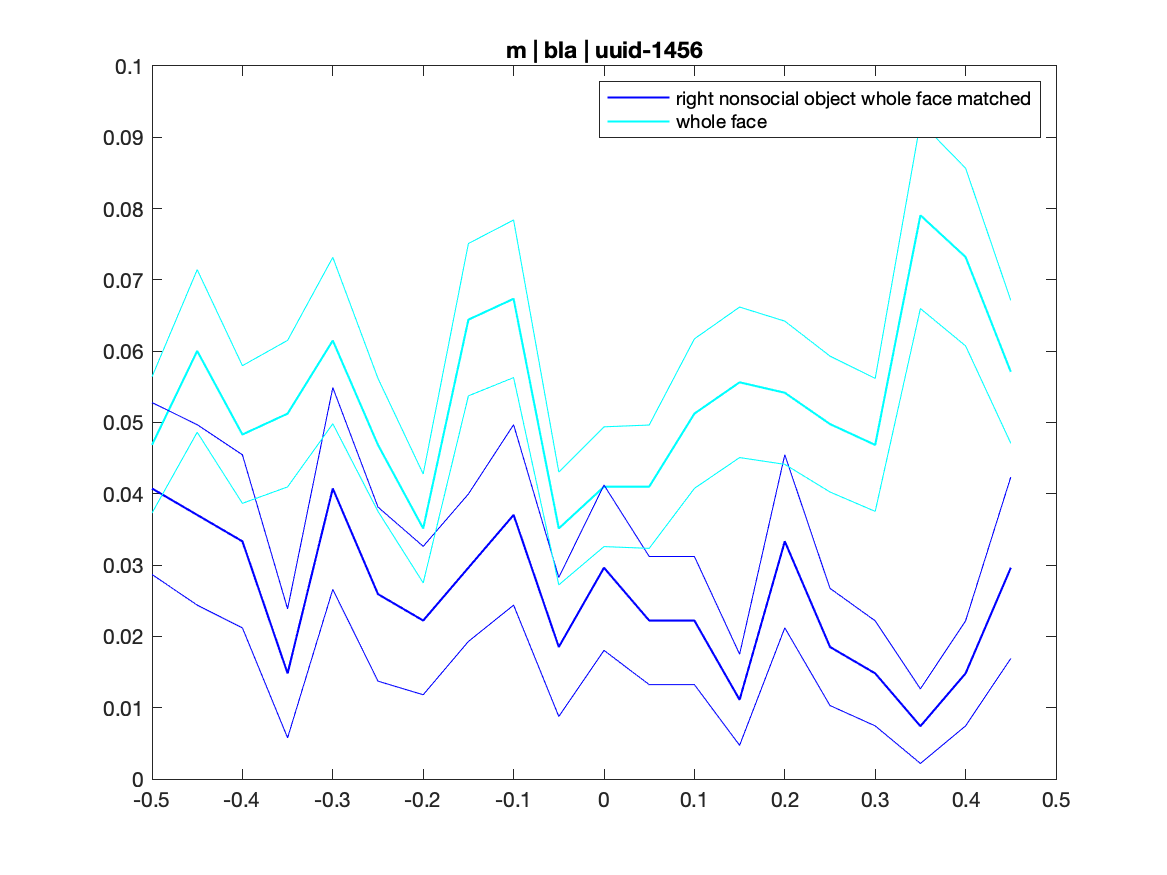 m | bla | uuid-1456
right nonsocial object whole face matched
whole face
0.1
0.09
0.08
0.07
0.06
0.05
0.04
0.03
0.02
0.01
0
-0.5 -0.4 -0.3 -0.2 -0.1 0 0.1 0.2 0.3 0.4 0.5